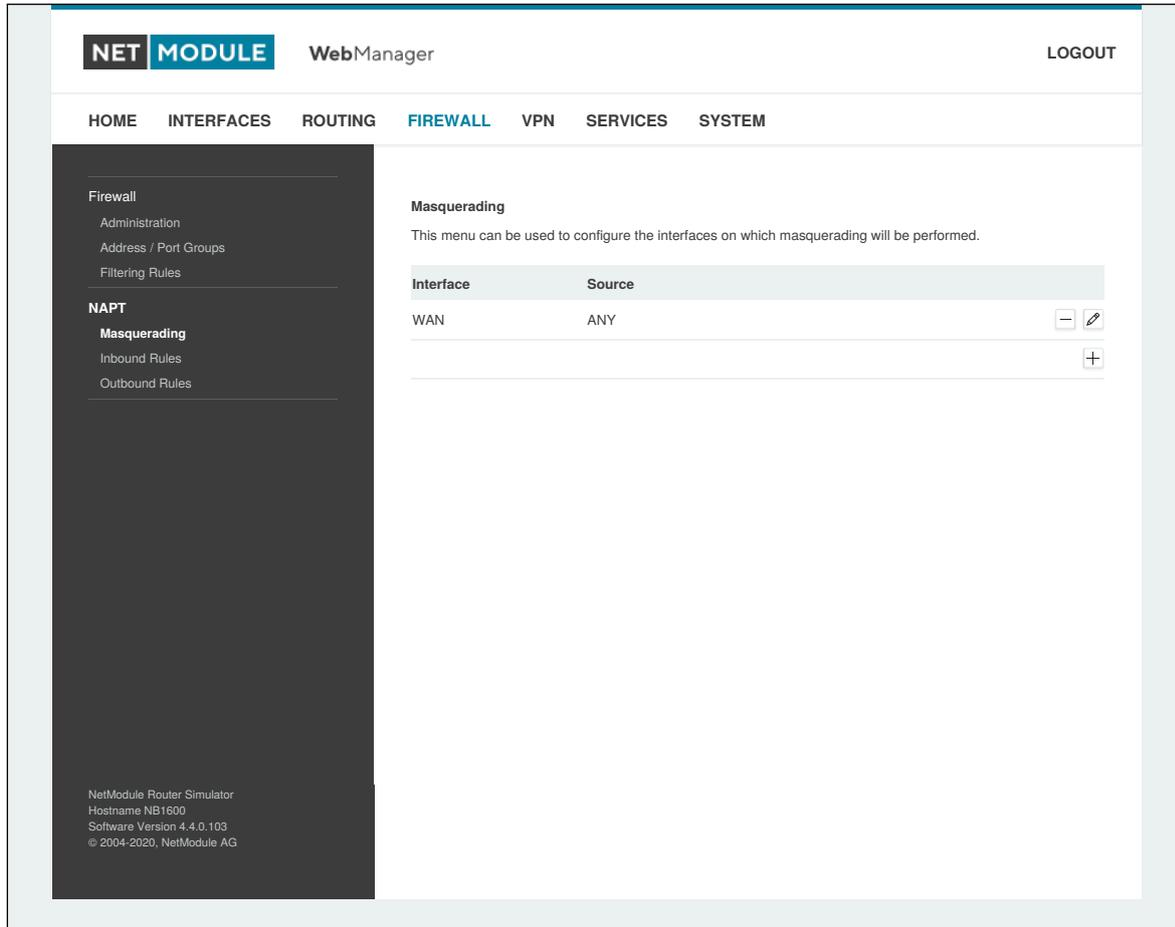 NET MODULE WebManager LOGOUT
HOME INTERFACES ROUTING FIREWALL VPN SERVICES SYSTEM
Firewall
Administration
Address / Port Groups
Filtering Rules
NAPT
Masquerading
Inbound Rules
Outbound Rules
NetModule Router Simulator
Hostname NB1600
Software Version 4.4.0.103
© 2004-2020, NetModule AG
Masquerading
This menu can be used to configure the interfaces on which masquerading will be performed.
Interface Source
WAN ANY